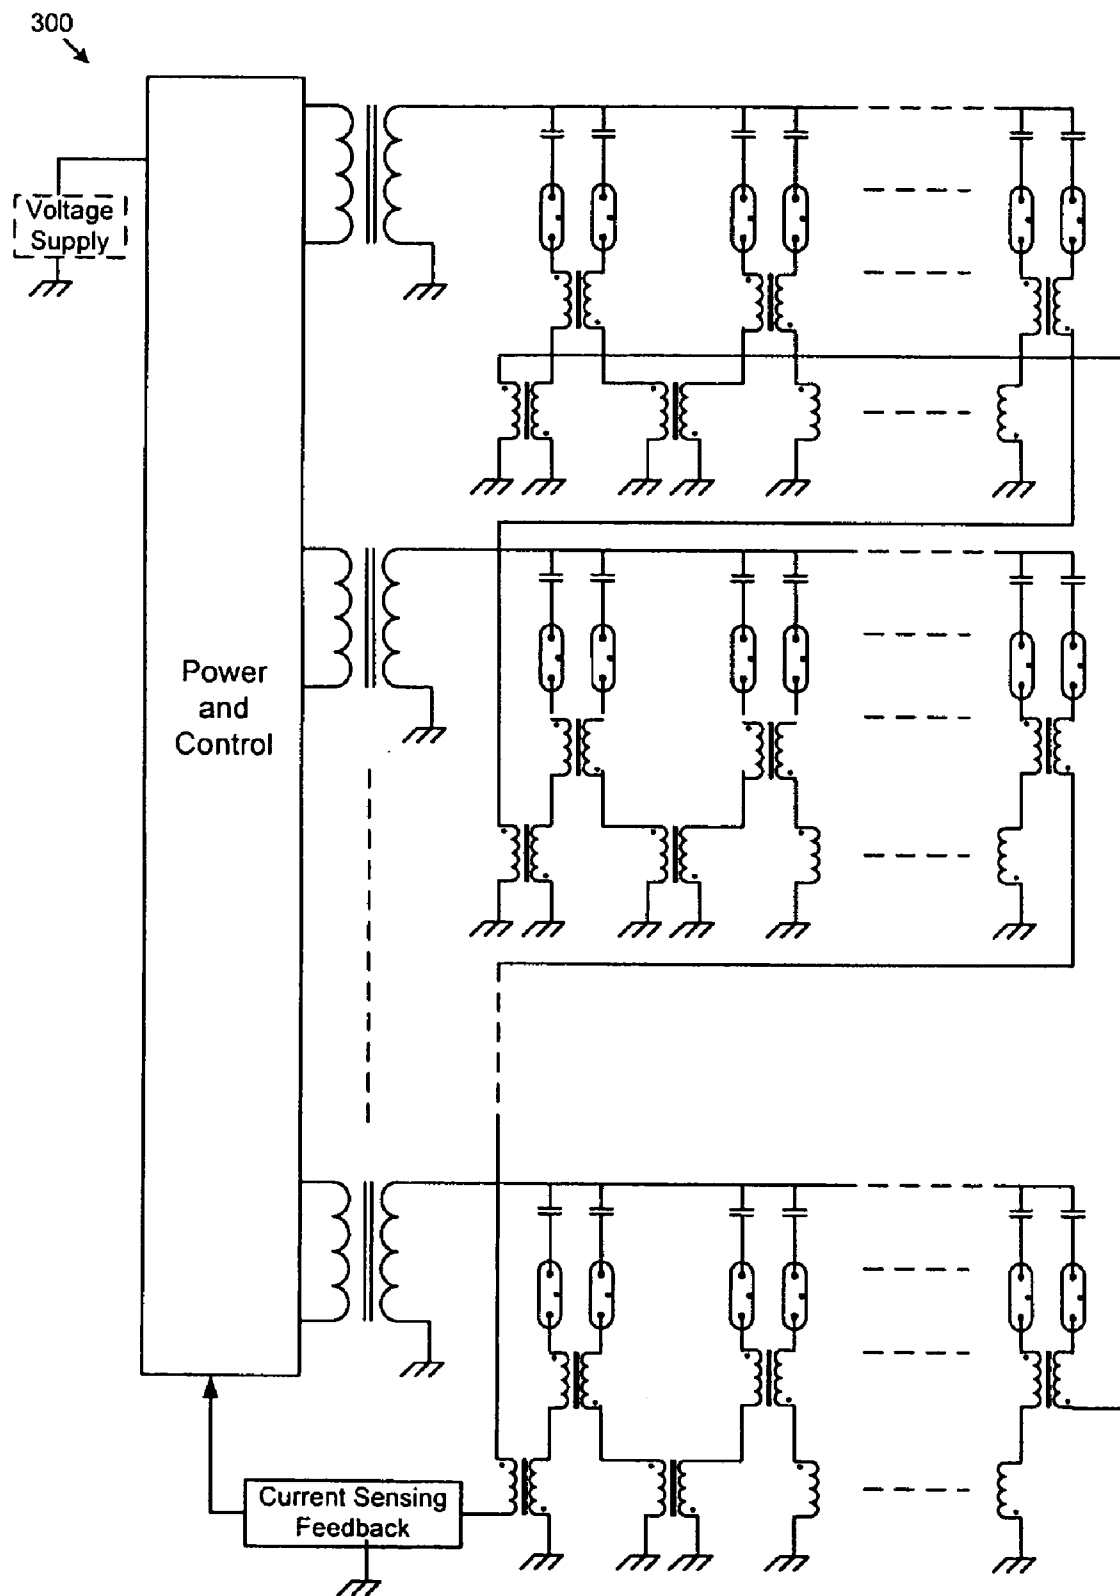 300
Voltage
Supply
Power
and
Control
Current Sensing
Feedback